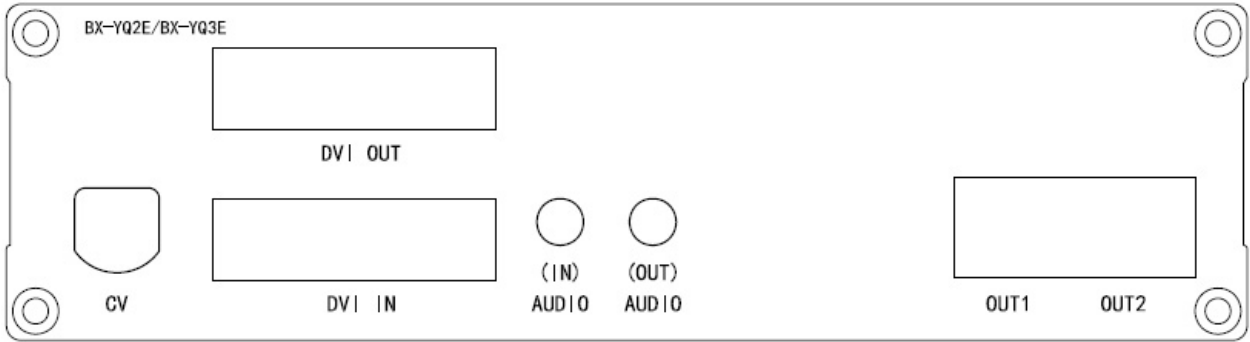 BX-YQ2E/BX-YQ3E
DVI OUT
CV
DVI IN
(IN)
AUDIO
(OUT)
AUDIO
OUT1
OUT2